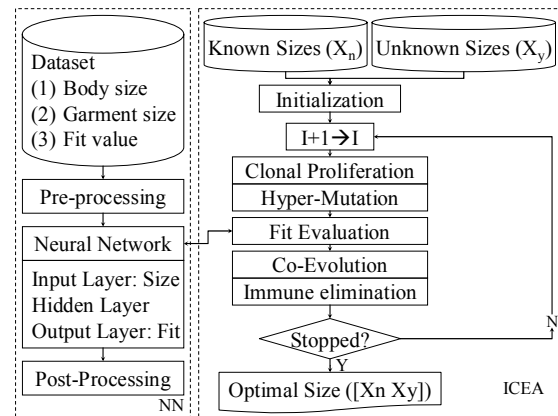 Dataset
(1) Body size
(2) Garment size
(3) Fit value
Pre-processing
Neural Network
Input Layer: Size
Hidden Layer
Output Layer: Fit
Post-Processing
NN
Known Sizes (Xn)
Unknown Sizes (Xy)
Initialization
I+1→I
Clonal Proliferation
Hyper-Mutation
Fit Evaluation
Co-Evolution
Immune elimination
Stopped?
N
Y
Optimal Size ([Xn Xy])
ICEA